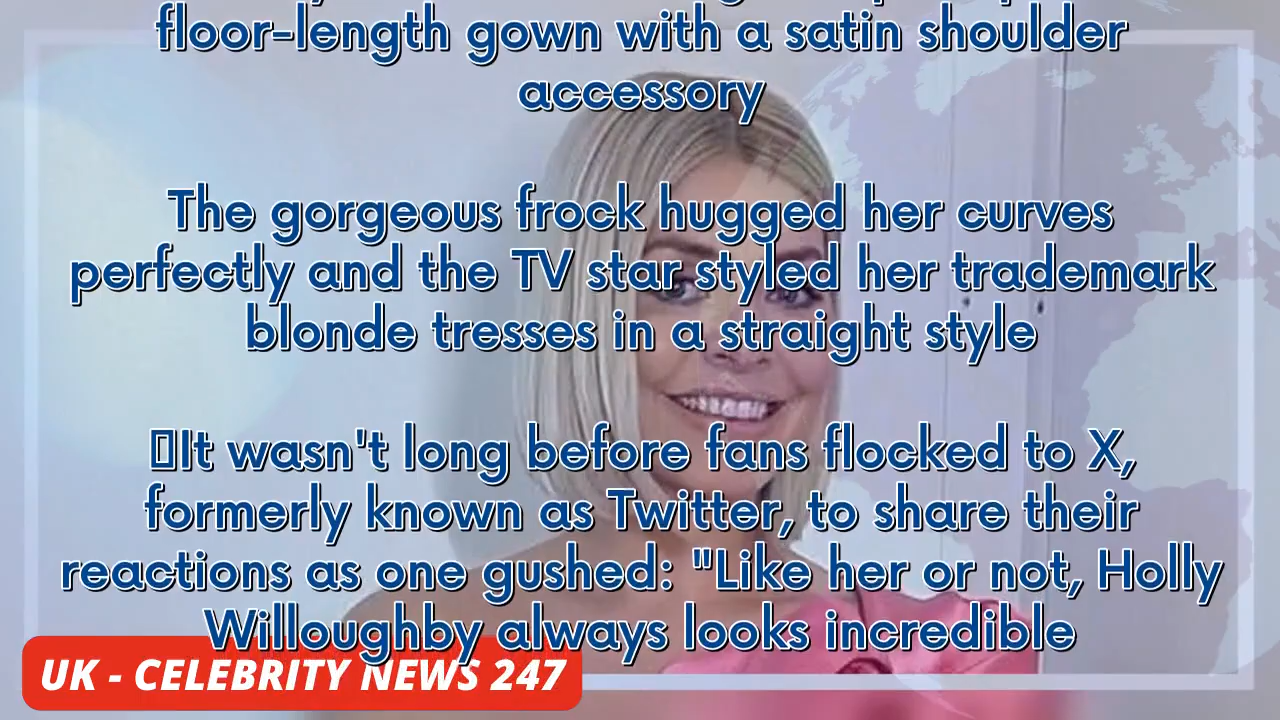 floor-length gown with a satin shoulder
accessory
The gorgeous frock hugged her curves
perfectly and the TV star styled her trademark
blonde tresses in a straight style
It wasn't long before fans flocked to X,
formerly known as Twitter, to share their
reactions as one gushed: "Like her or not, Holly
Willoughby always looks incredible
UK - CELEBRITY NEWS 247